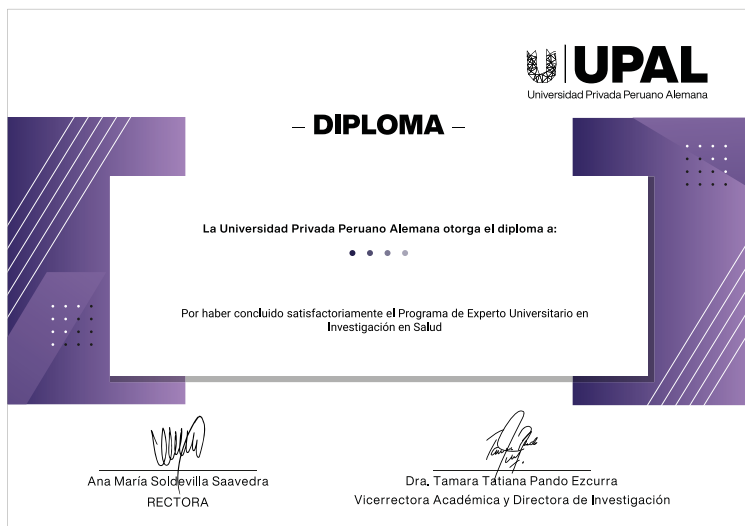 UPAL
Universidad Privada Peruano Alemana
– DIPLOMA –
La Universidad Privada Peruano Alemana otorga el diploma a:
Por haber concluido satisfactoriamente el Programa de Experto Universitario en
Investigación en Salud
Ana María Soldevilla Saavedra
RECTORA
Dra. Tamara Tatiana Pando Ezcurra
Vicerrectora Académica y Directora de Investigación